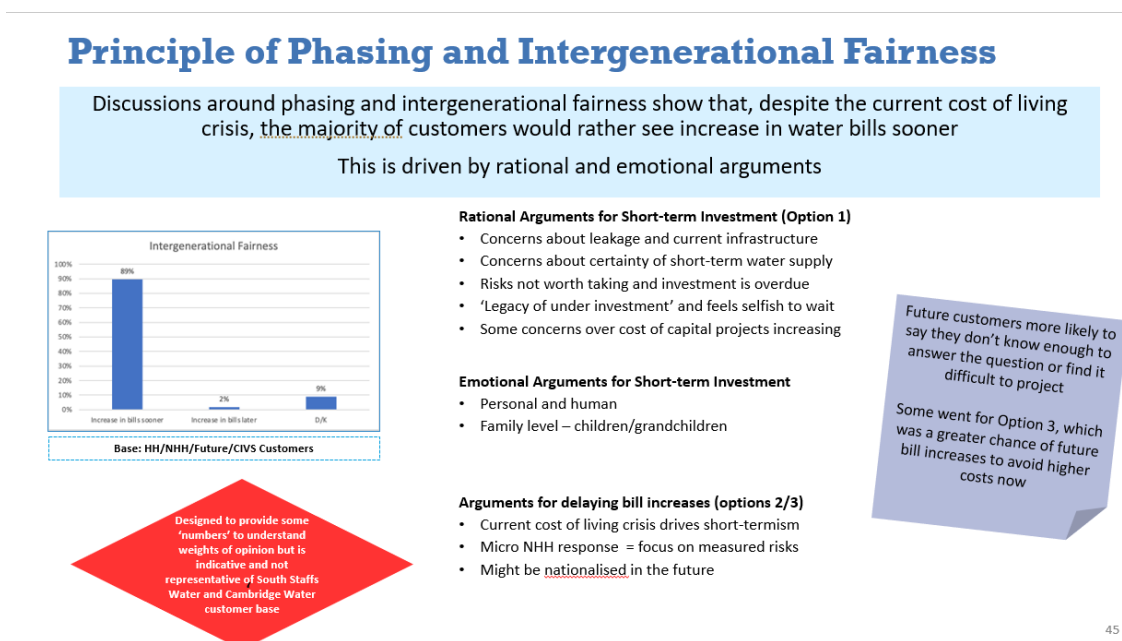 Principle of Phasing and Intergenerational Fairness
Discussions around phasing and intergenerational fairness show that, despite the current cost of living
crisis, the majority of customers would rather see increase in water bills sooner
This is driven by rational and emotional arguments
Intergenerational Fairness
100%
90%
80%
70%
60%
50%
40%
30%
20%
10%
0%
89%
2%
9%
Increase in bills sooner
Increase in bills later
D/K
Base: HH/NHH/Future/CIVS Customers
Designed to provide some
‘numbers’ to understand
weights of opinion but is
indicative and not
representative of South Staffs
Water and Cambridge Water
customer base
Rational Arguments for Short-term Investment (Option 1)
• Concerns about leakage and current infrastructure
• Concerns about certainty of short-term water supply
• Risks not worth taking and investment is overdue
• ‘Legacy of under investment’ and feels selfish to wait
• Some concerns over cost of capital projects increasing
Emotional Arguments for Short-term Investment
• Personal and human
• Family level – children/grandchildren
Arguments for delaying bill increases (options 2/3)
• Current cost of living crisis drives short-termism
• Micro NHH response = focus on measured risks
• Might be nationalised in the future
Future customers more likely to
say they don’t know enough to
answer the question or find it
difficult to project
Some went for Option 3, which
was a greater chance of future
bill increases to avoid higher
costs now
45